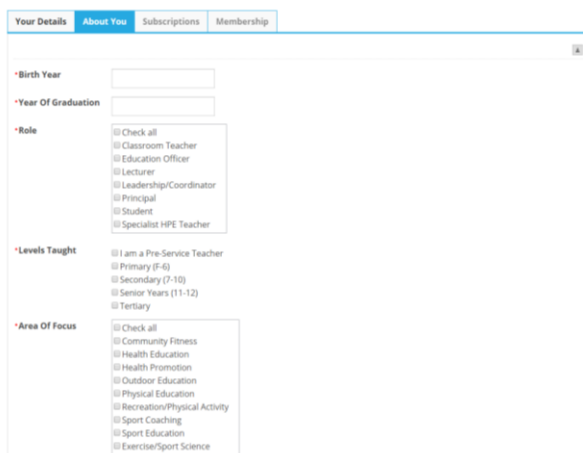 Your Details About You Subscriptions Membership
*Birth Year
*Year Of Graduation
*Role
Check all
Classroom Teacher
Education Officer
Lecturer
Leadership/Coordinator
Principal
Student
Specialist HPE Teacher
*Levels Taught
I am a Pre-Service Teacher
Primary (F-6)
Secondary (7-10)
Senior Years (11-12)
Tertiary
*Area Of Focus
Check all
Community Fitness
Health Education
Health Promotion
Outdoor Education
Physical Education
Recreation/Physical Activity
Sport Coaching
Sport Education
Exercise/Sport Science